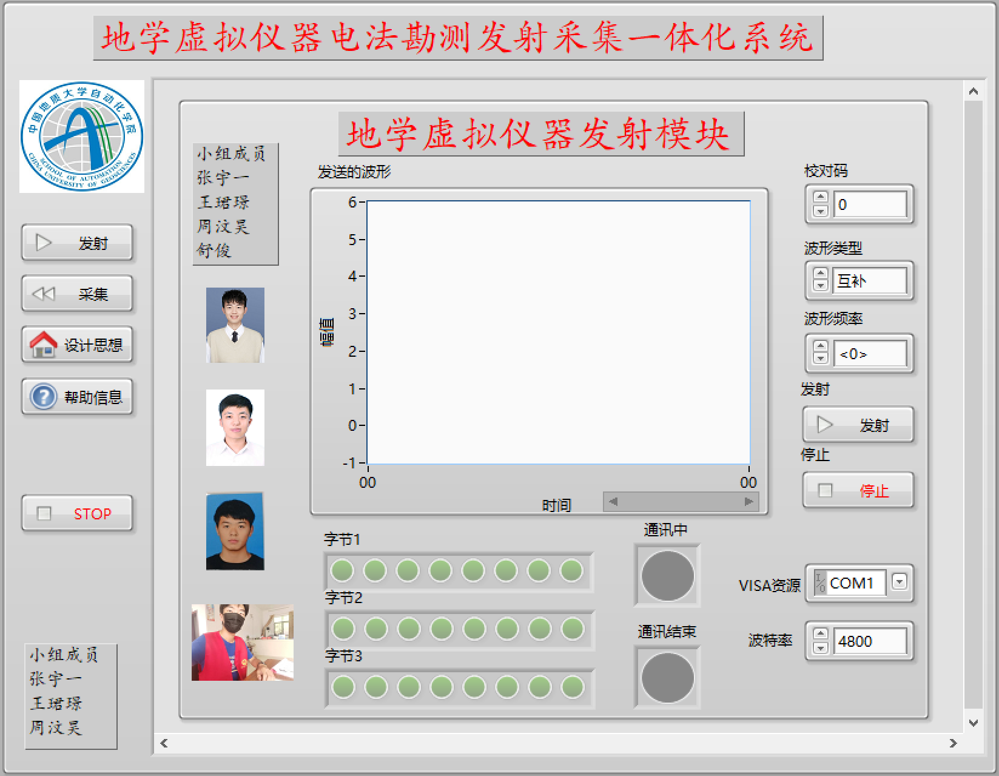 地学虚拟仪器电法勘测发射采集一体化系统
中国地质大学自动化学院
SCHOOL OF AUTOMATION
CHINA UNIVERSITY OF GEOSCIENCES
发射
采集
设计思想
帮助信息
STOP
小组成员
张宇一
王珺璟
周汶昊
地学虚拟仪器发射模块
小组成员
张宇一
王珺璟
周汶昊
舒俊
发送的波形
幅值
6
5
4
3
2
1
0
-1
00
00
时间
校对码
0
波形类型
互补
波形频率
<0>
发射
发射
停止
停止
字节1
字节2
字节3
通讯中
通讯结束
VISA资源
I/O COM1
波特率
4800